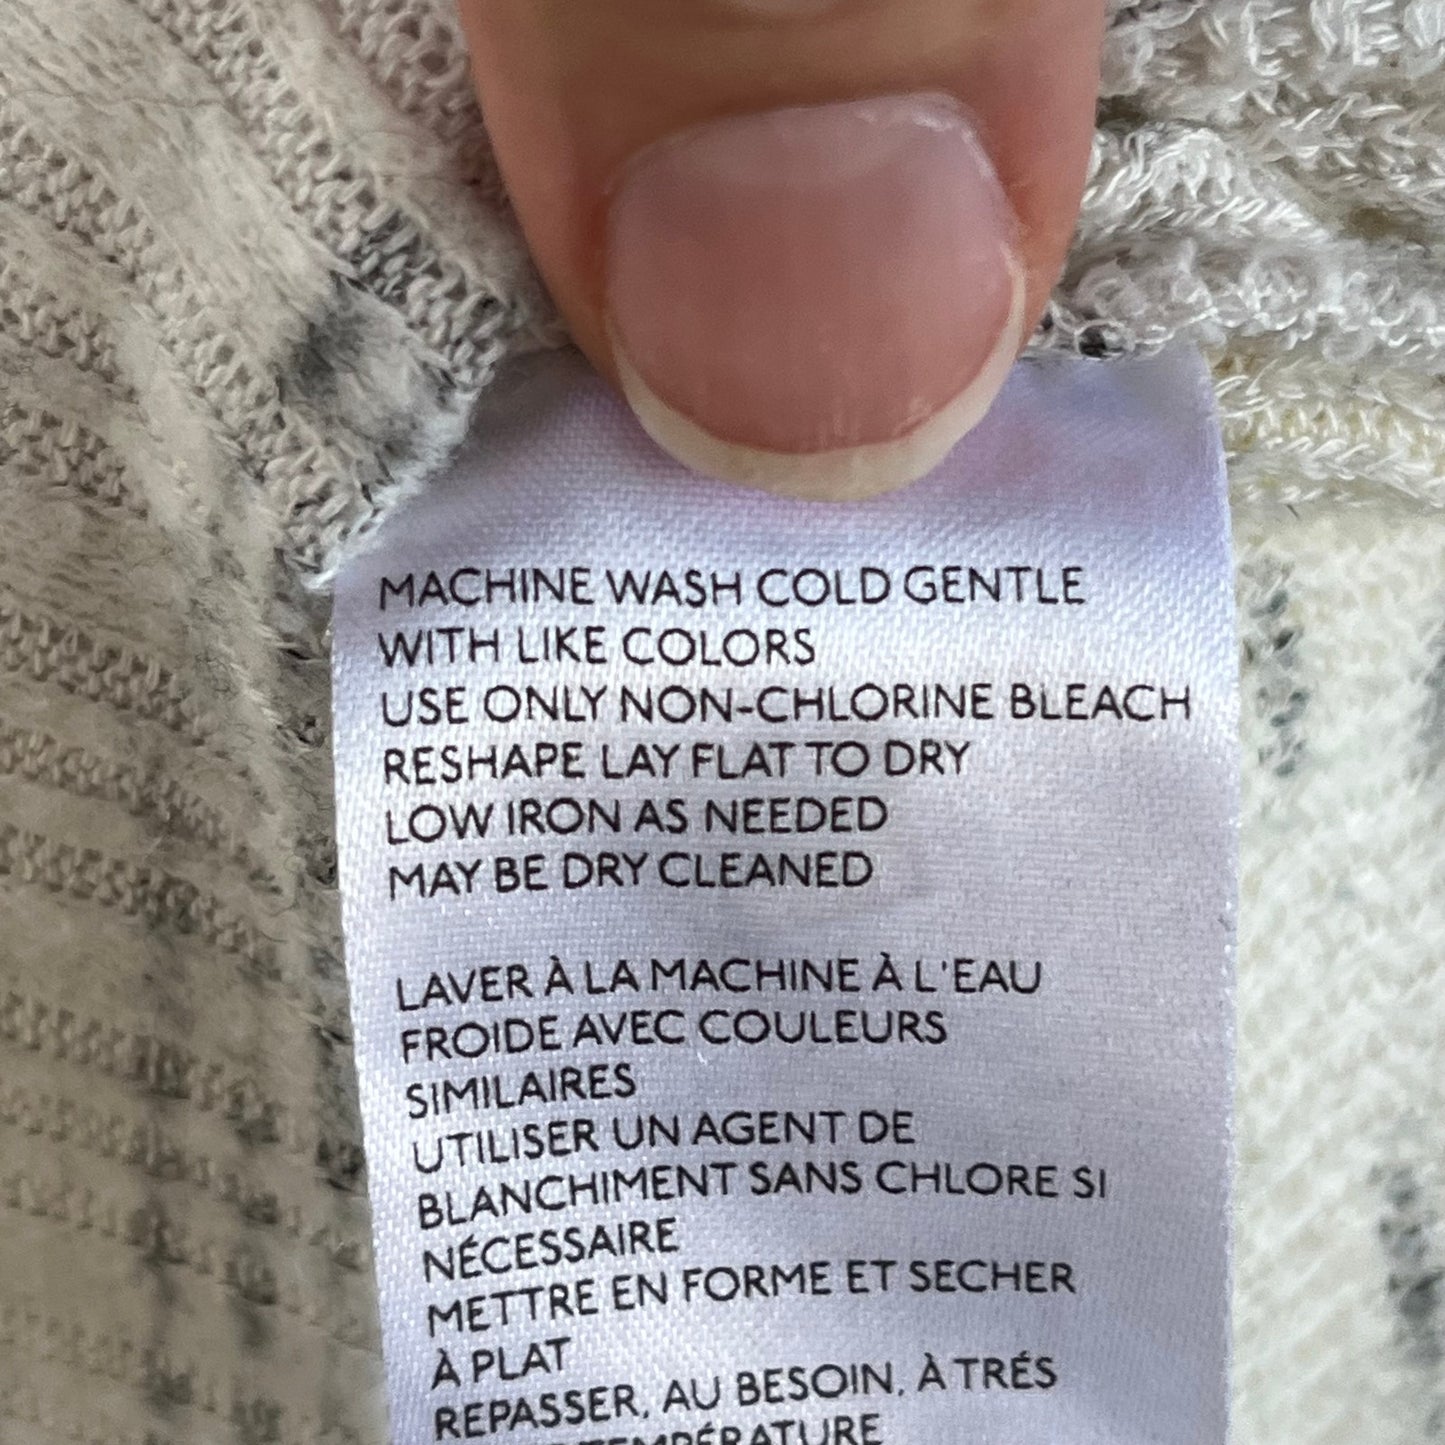 MACHINE WASH COLD GENTLE
WITH LIKE COLORS
USE ONLY NON-CHLORINE BLEACH
RESHAPE LAY FLAT TO DRY
LOW IRON AS NEEDED
MAY BE DRY CLEANED
LAVER À LA MACHINE À L'EAU
FROIDE AVEC COULEURS
SIMILAIRES
UTILISER UN AGENT DE
BLANCHIMENT SANS CHLORE SI
NÉCESSAIRE
METTRE EN FORME ET SECHER
À PLAT
REPASSER, AU BESOIN, À TRÉS
TEMPÉRATURE